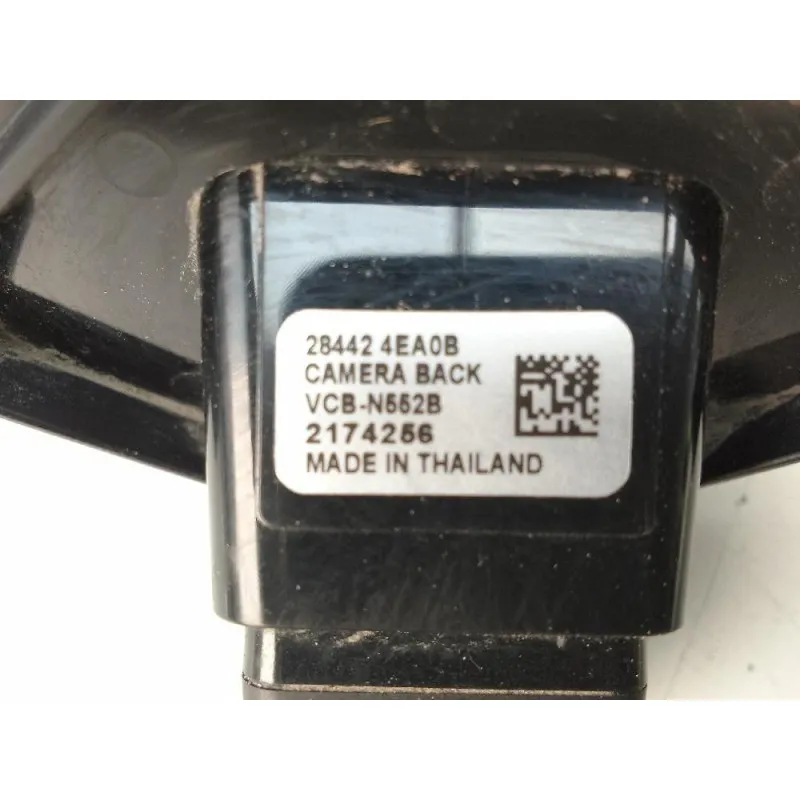 28442 4EA0B
CAMERA BACK
VCB-N552B
2174256
MADE IN THAILAND